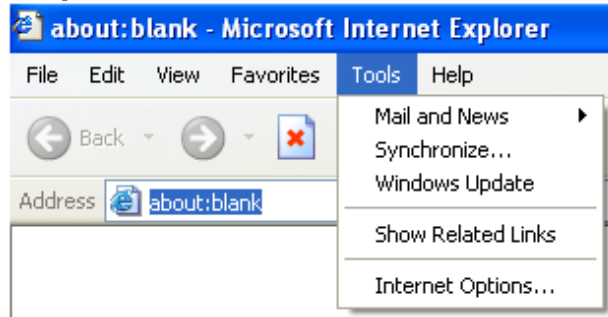 about:blank - Microsoft Internet Explorer
File Edit View Favorites Tools Help
Back
Address about:blank
Mail and News
Synchronize...
Windows Update
Show Related Links
Internet Options...